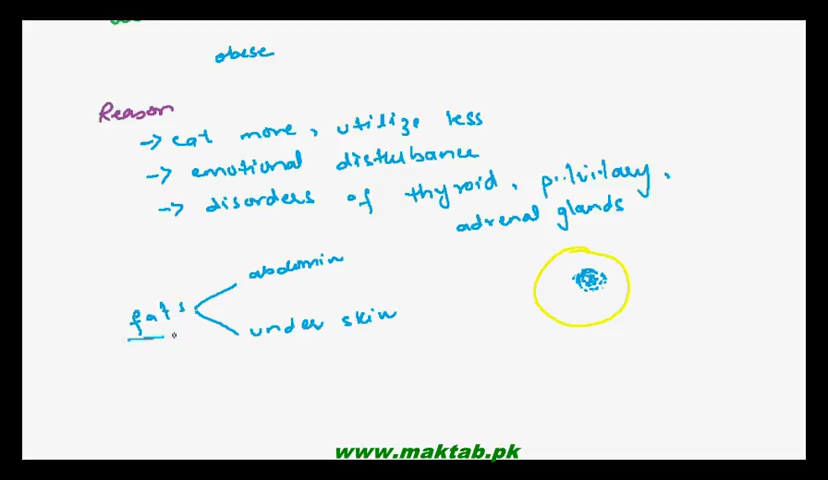 obese
Reason
→ eat more, utilize less
→ emotional disturbance
→ disorders of thyroid, pituitary,
adrenal glands
abdomin
fats
under skin
www.maktab.pk